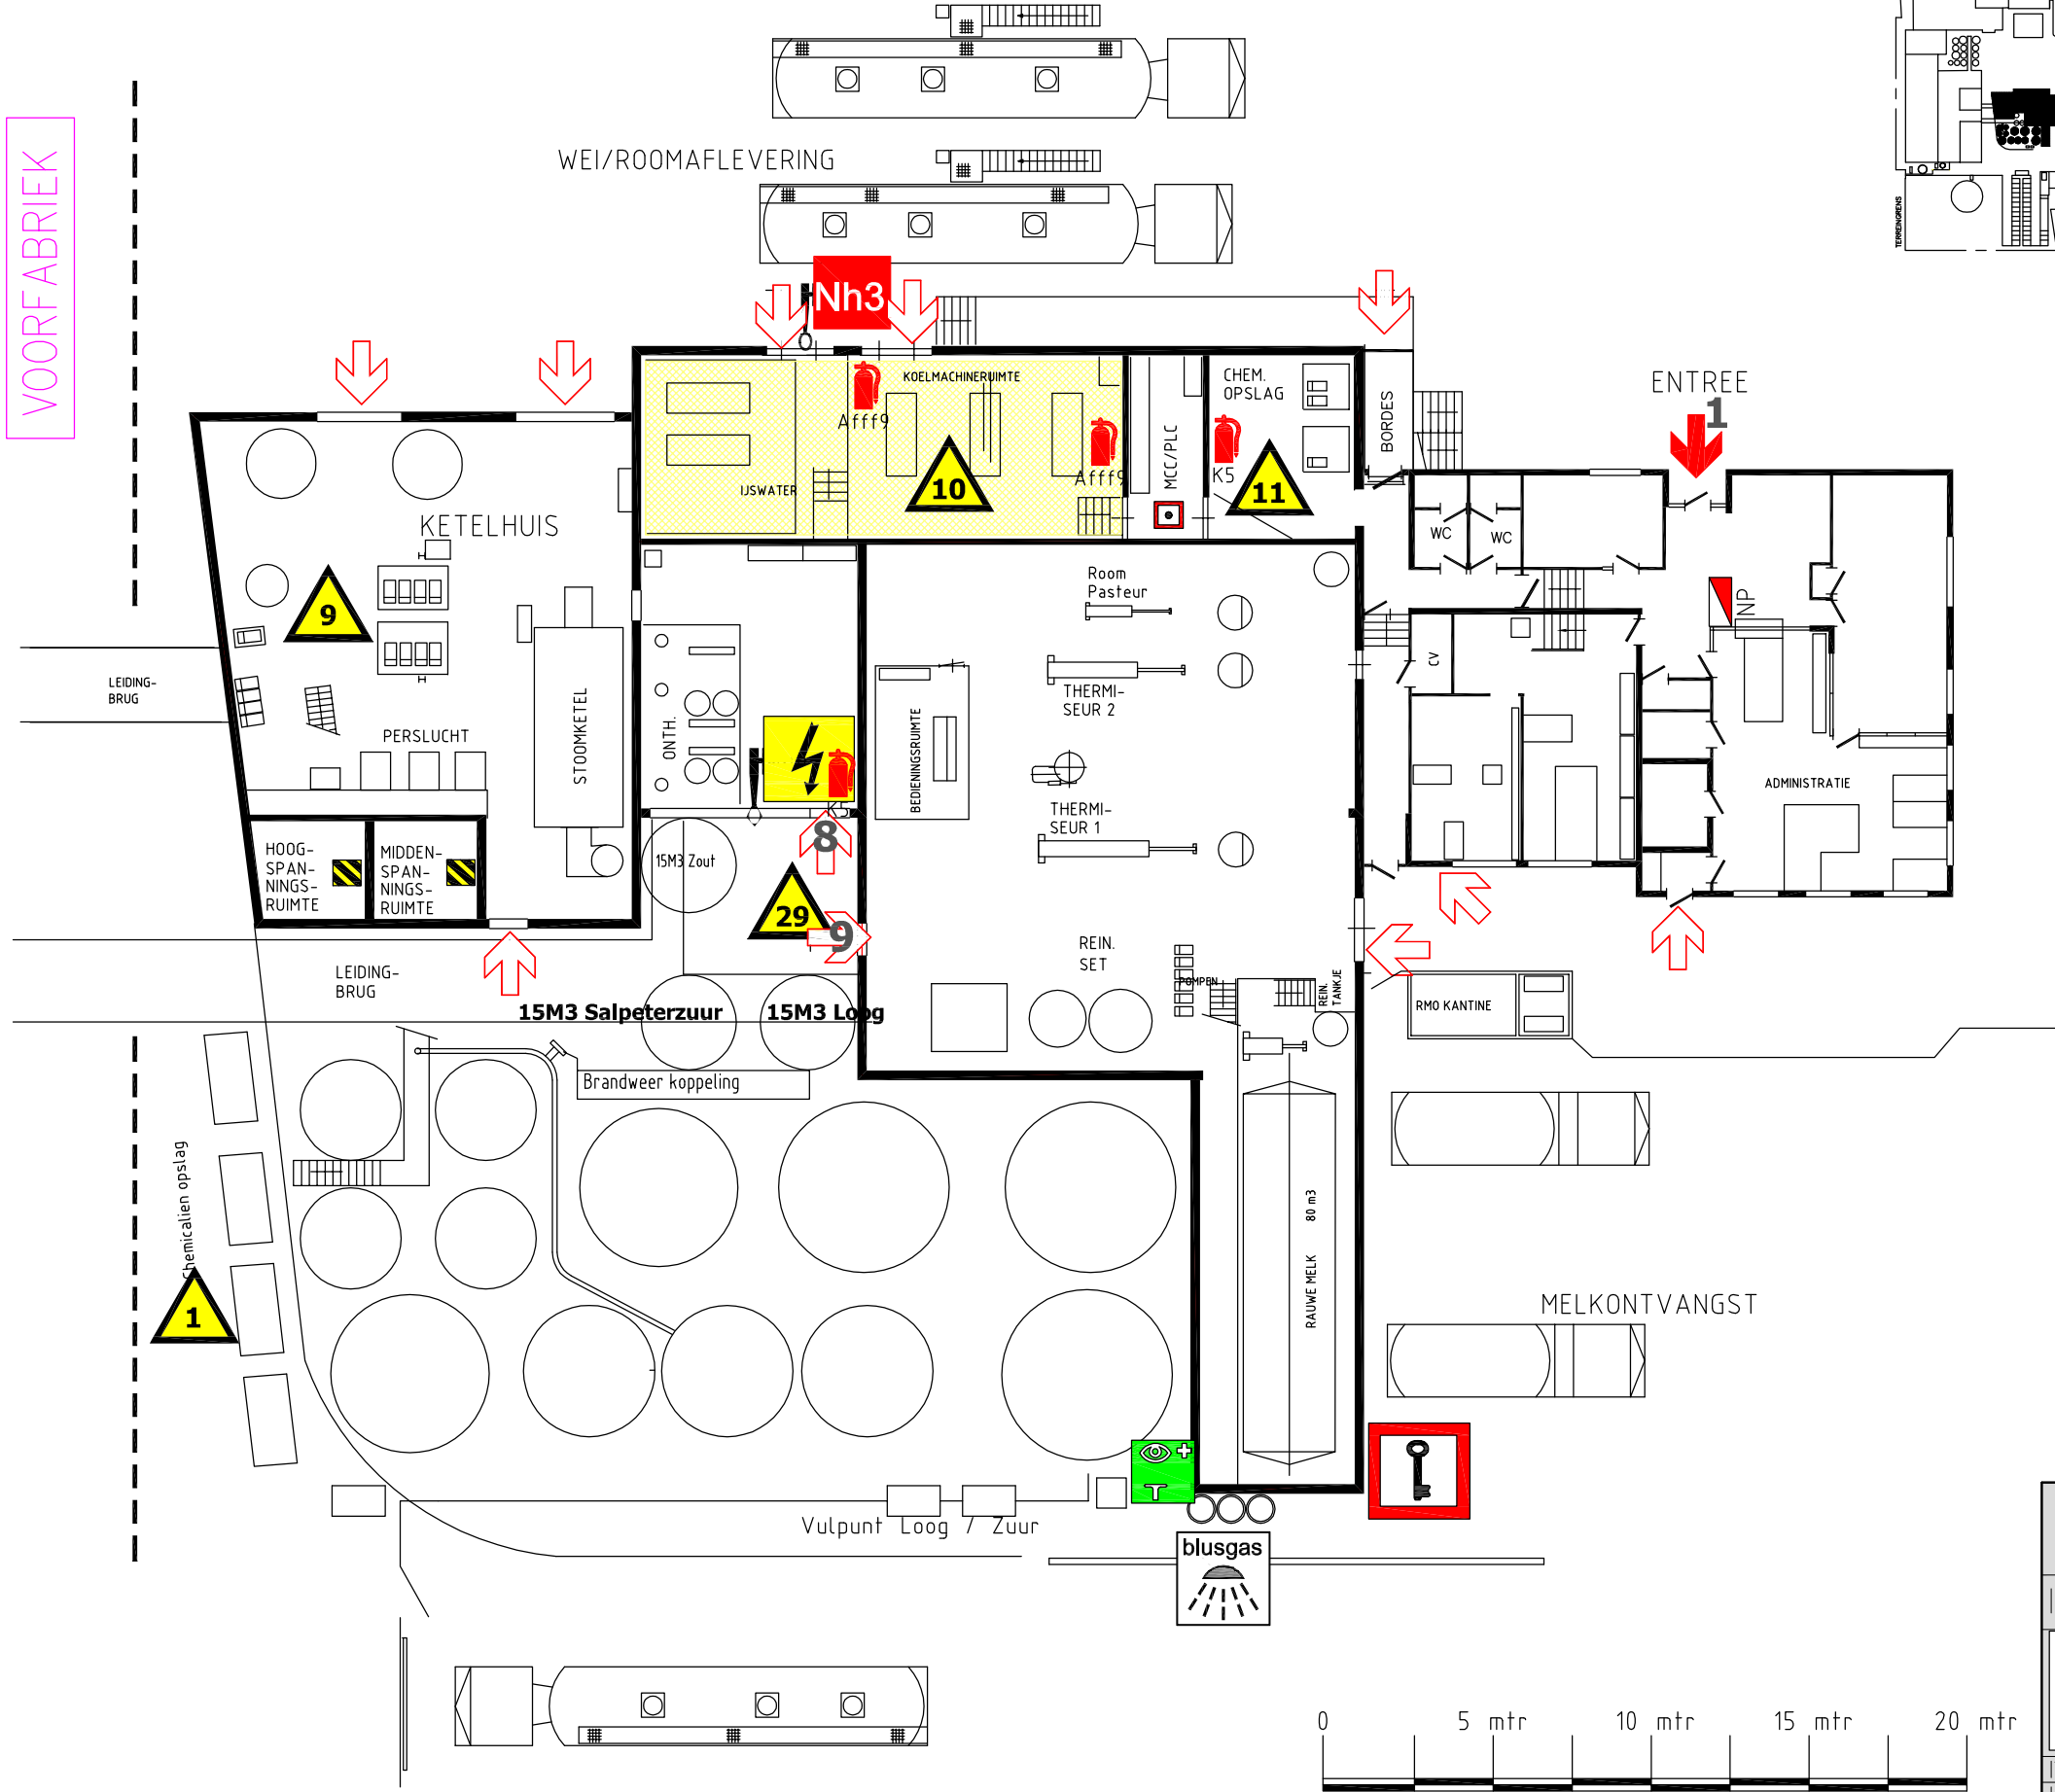 VOORFABRIEK
WEI/ROOMAFLEVERING
TERREINGRENS
Nh3
KOELMACHINERUIMTE
Afff9
Afff9
IJSWATER
10
MCC/PLC
CHEM.
OPSLAG
K5
11
BORDES
ENTREE
1
WC
WC
NP
CV
ADMINISTRATIE
KETELHUIS
9
LEIDING-
BRUG
PERSLUCHT
STOOMKETEL
HOOG-
SPAN-
NINGS-
RUIMTE
MIDDEN-
SPAN-
NINGS-
RUIMTE
ONTH.
K5
8
15M3 Zout
29
9
BEDIENINGSRUIMTE
Room
Pasteur
THERMI-
SEUR 2
THERMI-
SEUR 1
REIN.
SET
POMPEN
REIN.
TANKJE
RMO KANTINE
LEIDING-
BRUG
15M3 Salpeterzuur
15M3 Loog
Brandweer koppeling
Chemicalien opslag
1
RAUWE MELK 80 m3
MELKONTVANGST
Vulpunt Loog / Zuur
blusgas
0 5 mtr 10 mtr 15 mtr 20 mtr